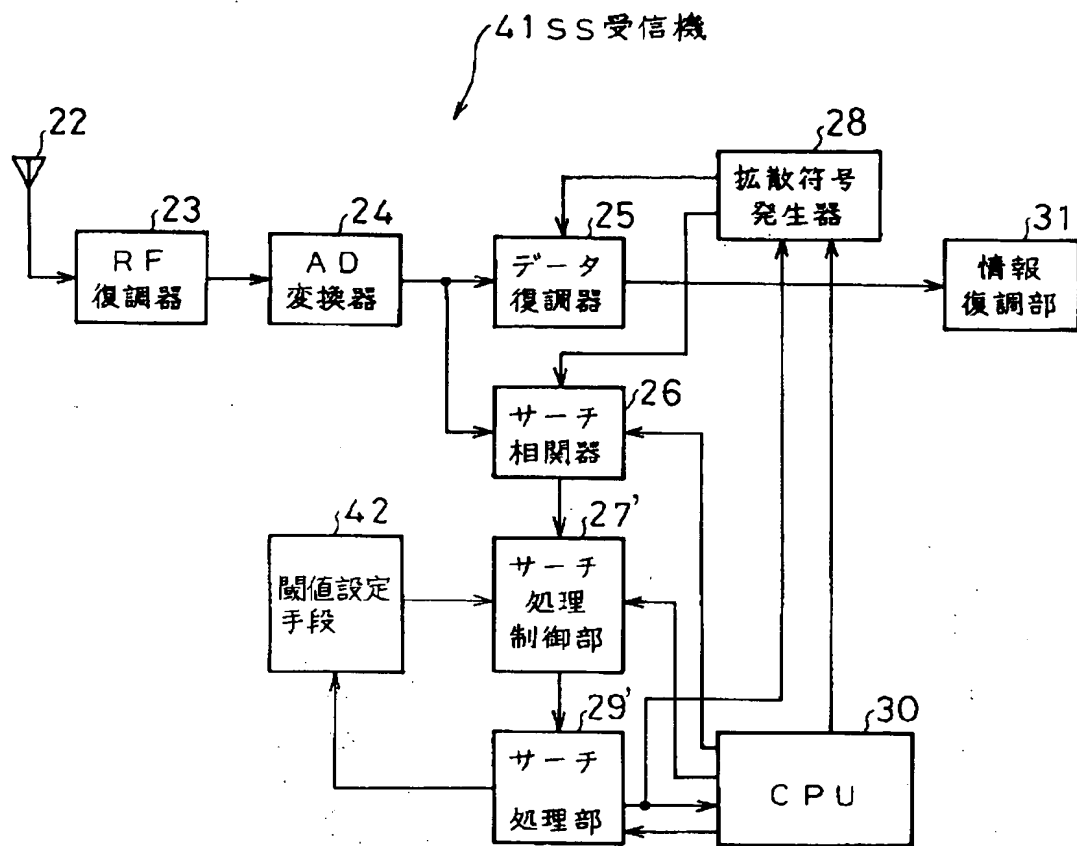 41 SS受信機
22
23
RF
復調器
24
AD
変換器
25
データ
復調器
28
拡散符号
発生器
31
情報
復調部
26
サーチ
相関器
42
閾値設定
手段
27'
サーチ
処理
制御部
29'
サーチ
処理部
30
CPU